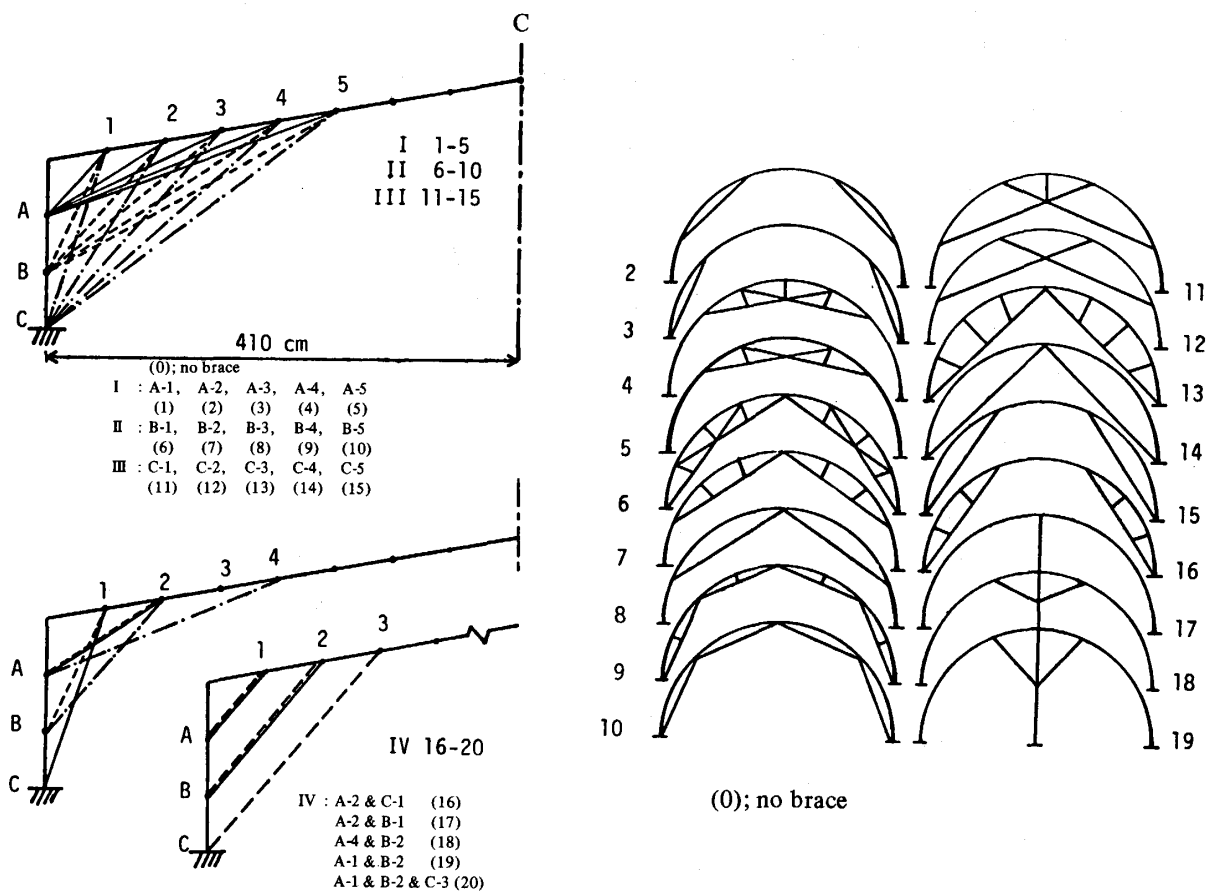 C
1 2 3 4 5
I 1-5
II 6-10
III 11-15
A
B
C
410 cm
(0); no brace
I : A-1, A-2, A-3, A-4, A-5
(1) (2) (3) (4) (5)
II : B-1, B-2, B-3, B-4, B-5
(6) (7) (8) (9) (10)
III : C-1, C-2, C-3, C-4, C-5
(11) (12) (13) (14) (15)
1 2 3 4
A
B
C
1 2 3
A
B
C
IV 16-20
IV : A-2 & C-1 (16)
A-2 & B-1 (17)
A-4 & B-2 (18)
A-1 & B-2 (19)
A-1 & B-2 & C-3 (20)
2
3
4
5
6
7
8
9
10
11
12
13
14
15
16
17
18
19
(0); no brace